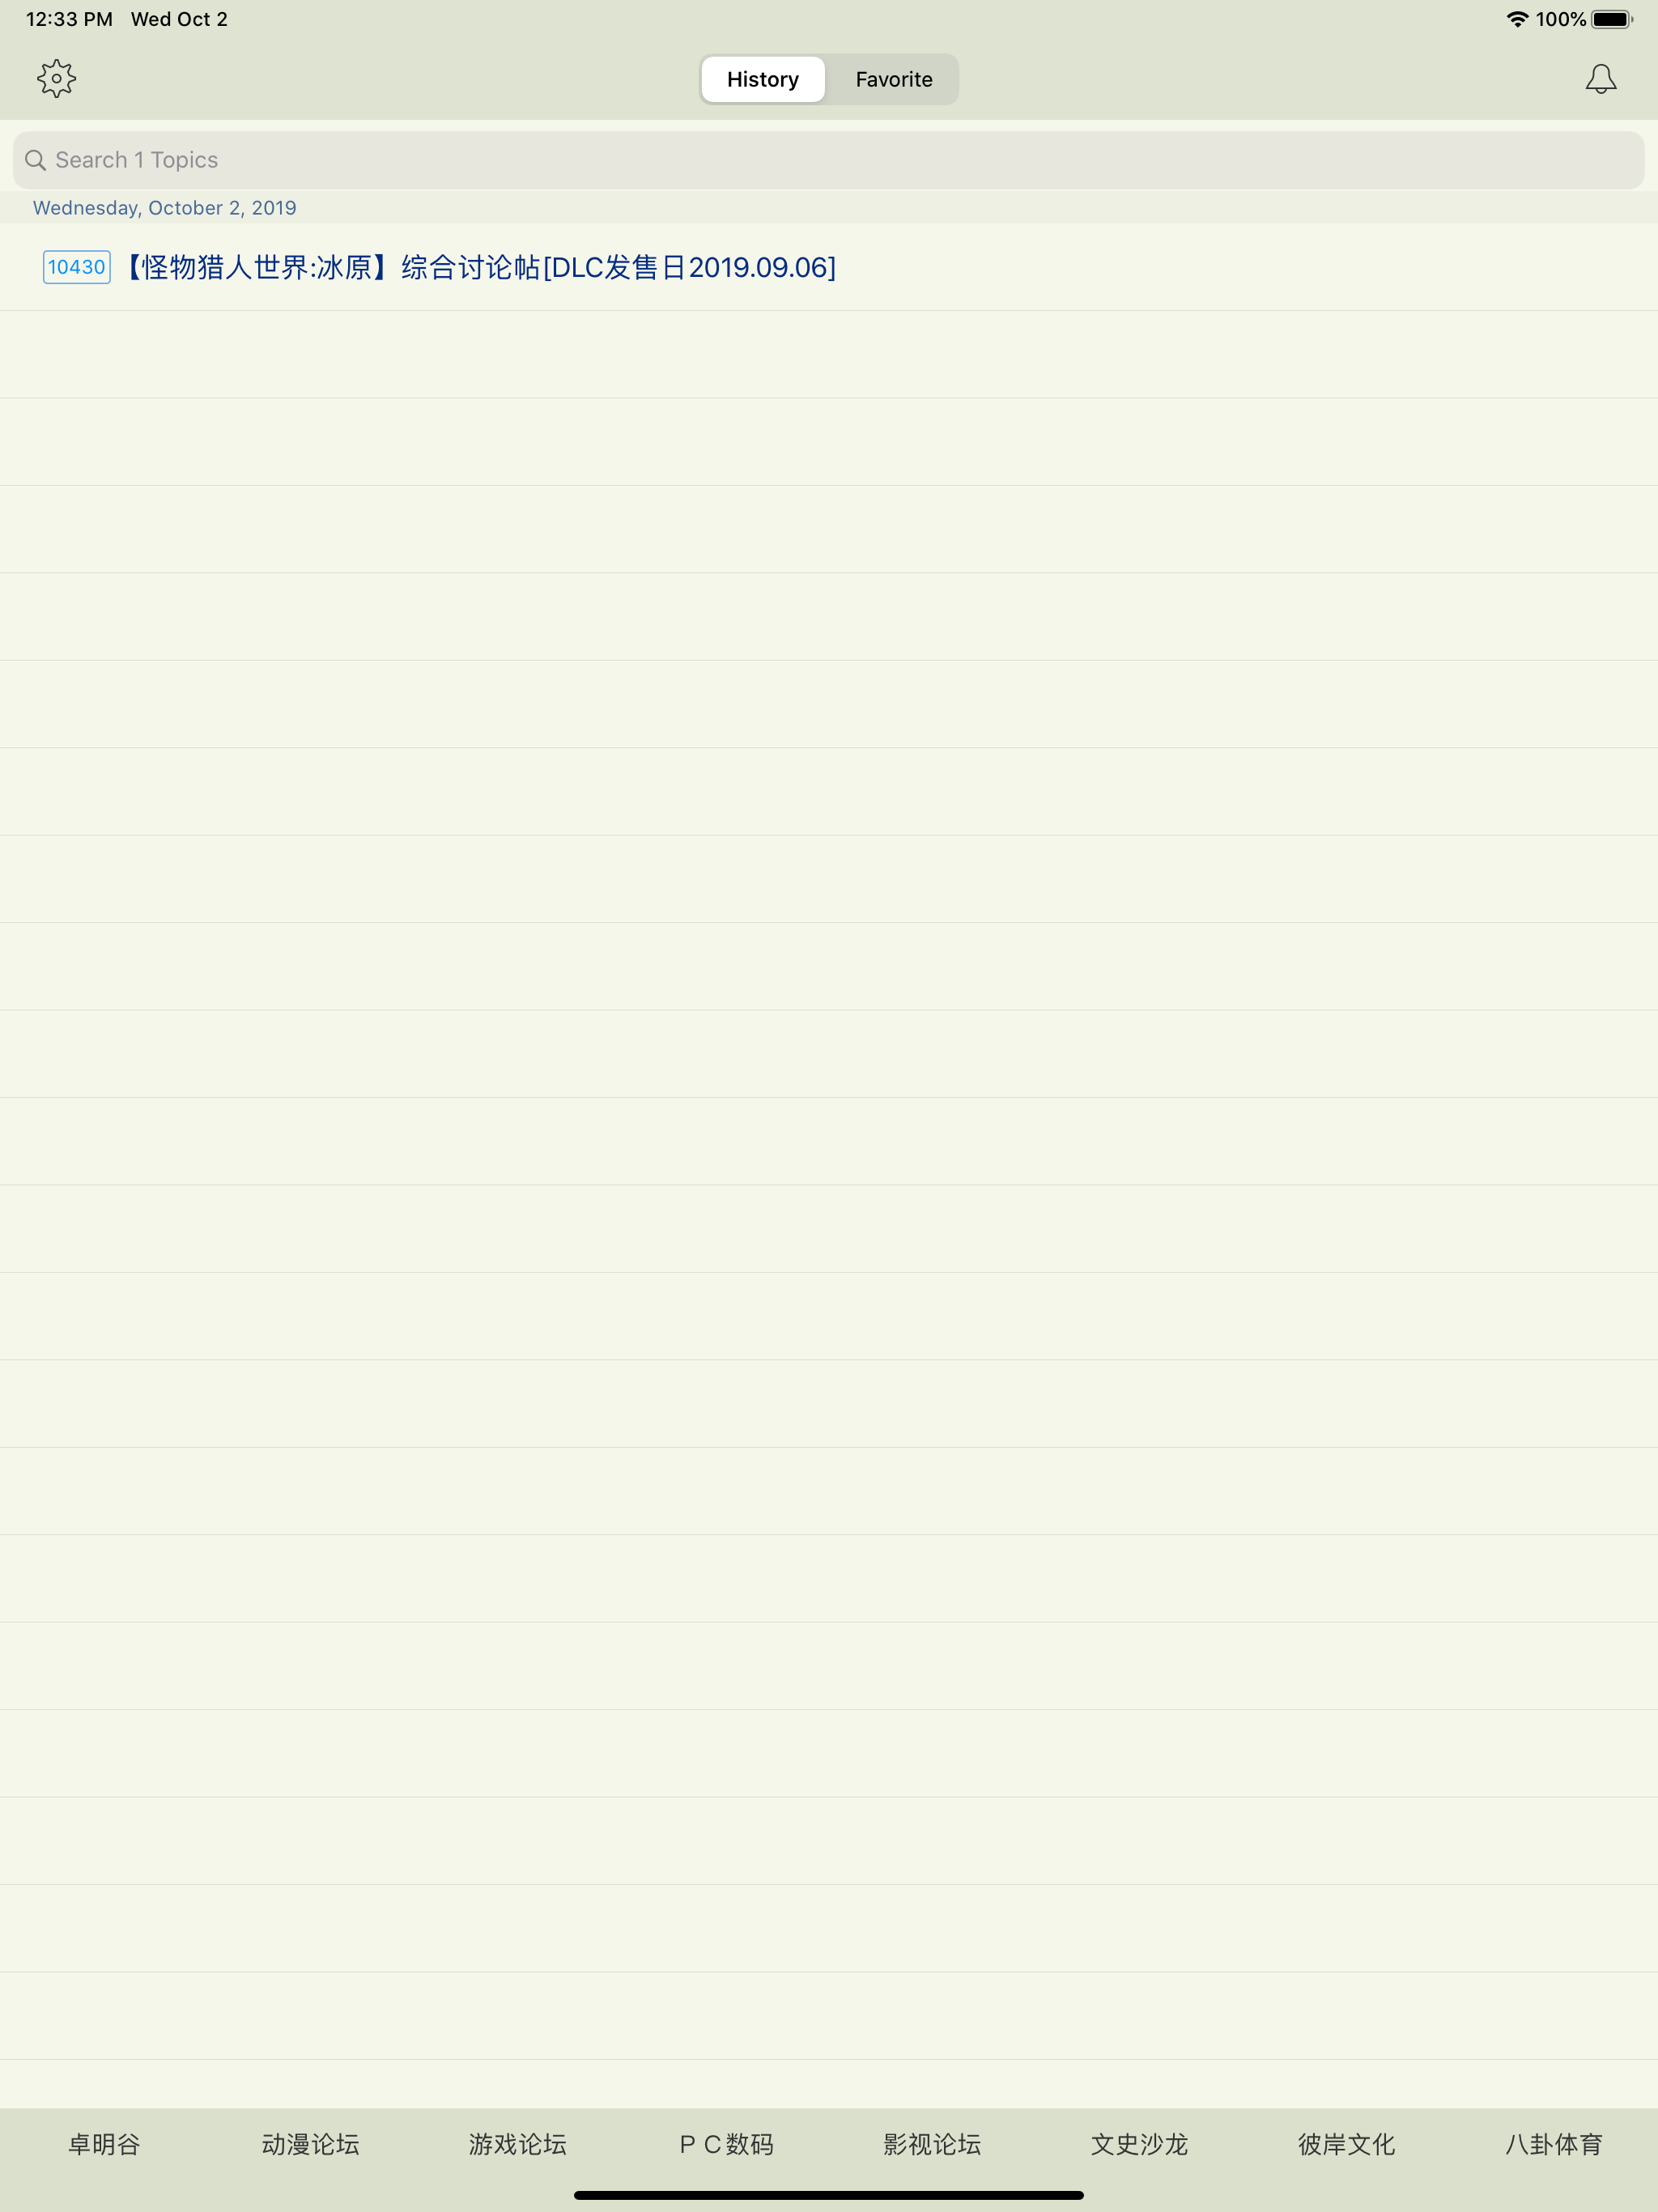 12:33 PM Wed Oct 2 100%
History Favorite
Search 1 Topics
Wednesday, October 2, 2019
10430 【怪物猎人世界:冰原】综合讨论帖[DLC发售日2019.09.06]
卓明谷 动漫论坛 游戏论坛 ＰＣ数码 影视论坛 文史沙龙 彼岸文化 八卦体育